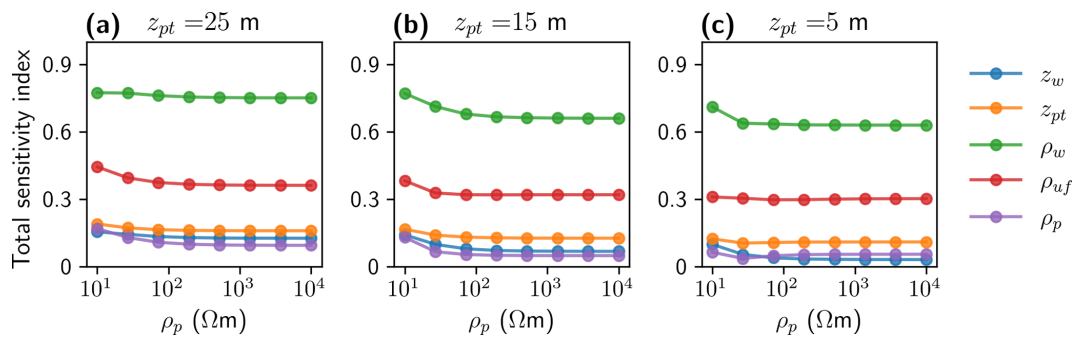 (a) z_pt = 25 m
(b) z_pt = 15 m
(c) z_pt = 5 m
Total sensitivity index
0.9
0.6
0.3
0
10^1 10^2 10^3 10^4
ρ_p (Ωm)
0.9
0.6
0.3
0
10^1 10^2 10^3 10^4
ρ_p (Ωm)
0.9
0.6
0.3
0
10^1 10^2 10^3 10^4
ρ_p (Ωm)
z_w
z_pt
ρ_w
ρ_uf
ρ_p